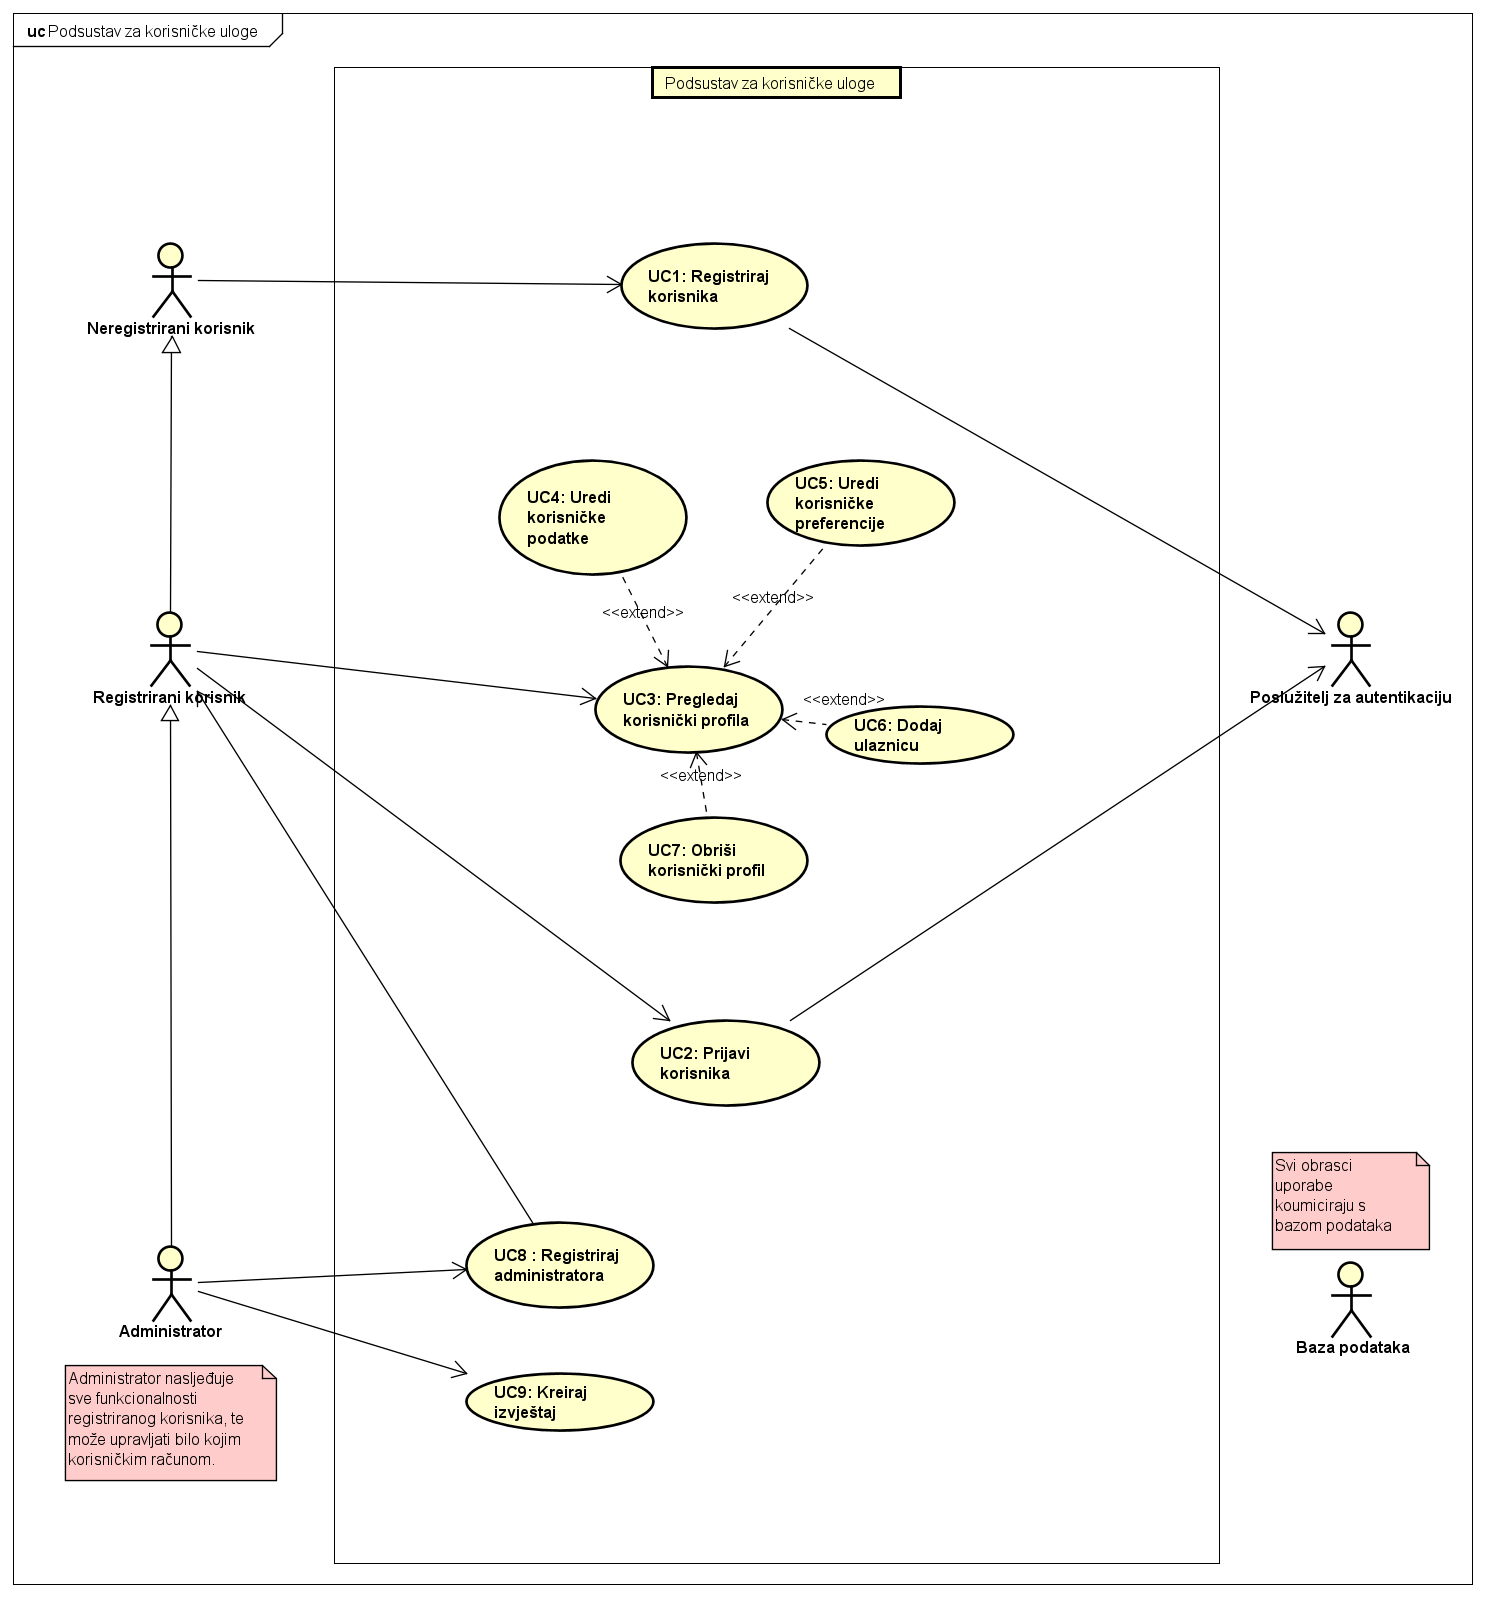 uc Podsustav za korisničke uloge
Podsustav za korisničke uloge
Neregistrirani korisnik
UC1: Registriraj
korisnika
UC4: Uredi
korisničke
podatke
UC5: Uredi
korisničke
preferencije
<<extend>>
<<extend>>
Registrirani korisnik
UC3: Pregledaj
korisnički profila
<<extend>>
UC6: Dodaj
ulaznicu
Poslužitelj za autentikaciju
<<extend>>
UC7: Obriši
korisnički profil
UC2: Prijavi
korisnika
Svi obrasci
uporabe
koumiciraju s
bazom podataka
UC8 : Registriraj
administratora
Administrator
Baza podataka
Administrator nasljeđuje
sve funkcionalnosti
registriranog korisnika, te
može upravljati bilo kojim
korisničkim računom.
UC9: Kreiraj
izvještaj